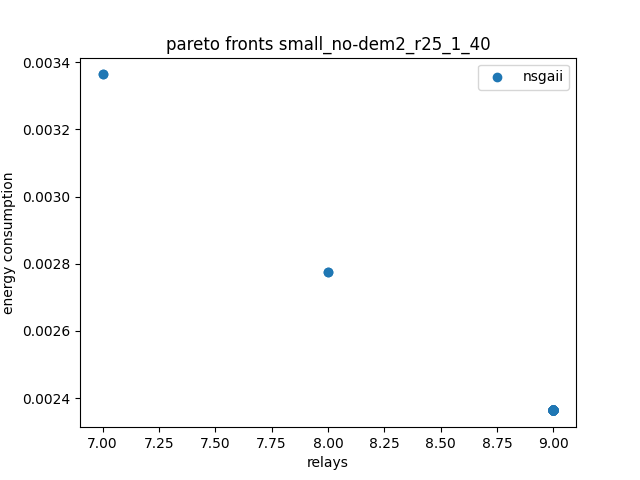 pareto fronts small_no-dem2_r25_1_40
nsgaii
energy consumption
0.0034
0.0032
0.0030
0.0028
0.0026
0.0024
7.00 7.25 7.50 7.75 8.00 8.25 8.50 8.75 9.00
relays